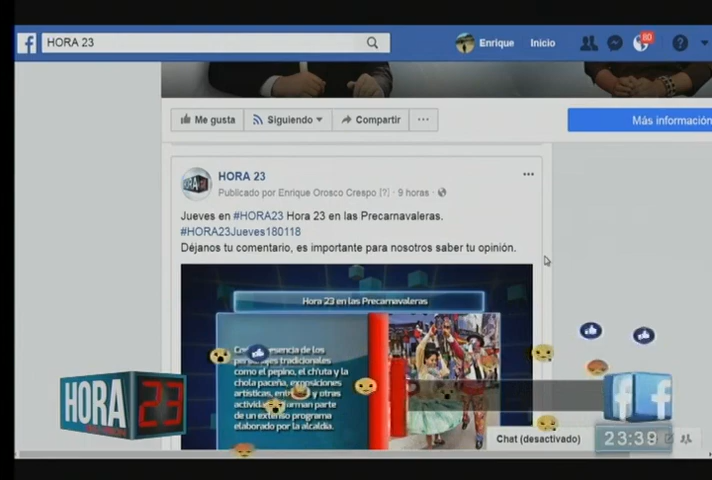 HORA 23
Enrique
Inicio
80
Me gusta
Siguiendo
Compartir
Más información
HORA 23
Publicado por Enrique Orosco Crespo [?] · 9 horas ·
Jueves en #HORA23 Hora 23 en las Precarnavaleras.
#HORA23Jueves180118
Déjanos tu comentario, es importante para nosotros saber tu opinión.
Hora 23 en las Precarnavaleras
presencia de los
tradicionales
como el pepino, el ch'uta y la
chola paceña, exposiciones
artísticas,
y otras
forman parte
de un extenso programa
elaborado por la alcaldía.
HORA 23
Chat (desactivado)
23:39